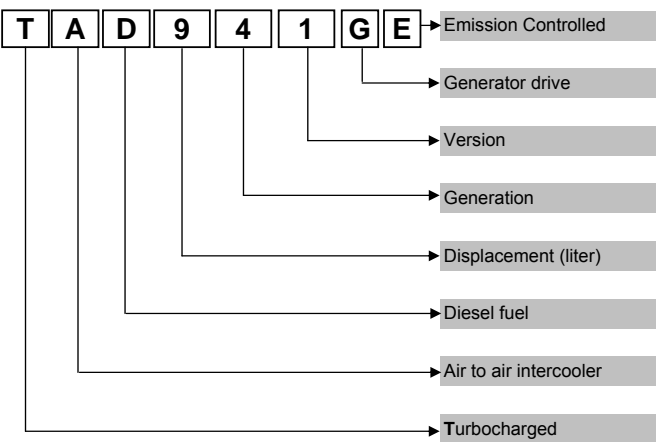 T A D 9 4 1 G E
Emission Controlled
Generator drive
Version
Generation
Displacement (liter)
Diesel fuel
Air to air intercooler
Turbocharged